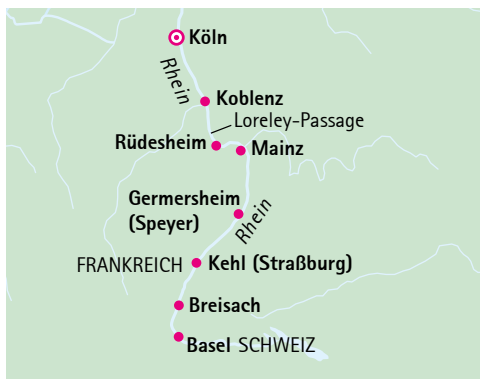 Köln
Rhein
Koblenz
Loreley-Passage
Rüdesheim
Mainz
Germersheim
(Speyer)
Rhein
FRANKREICH
Kehl (Straßburg)
Breisach
Basel SCHWEIZ